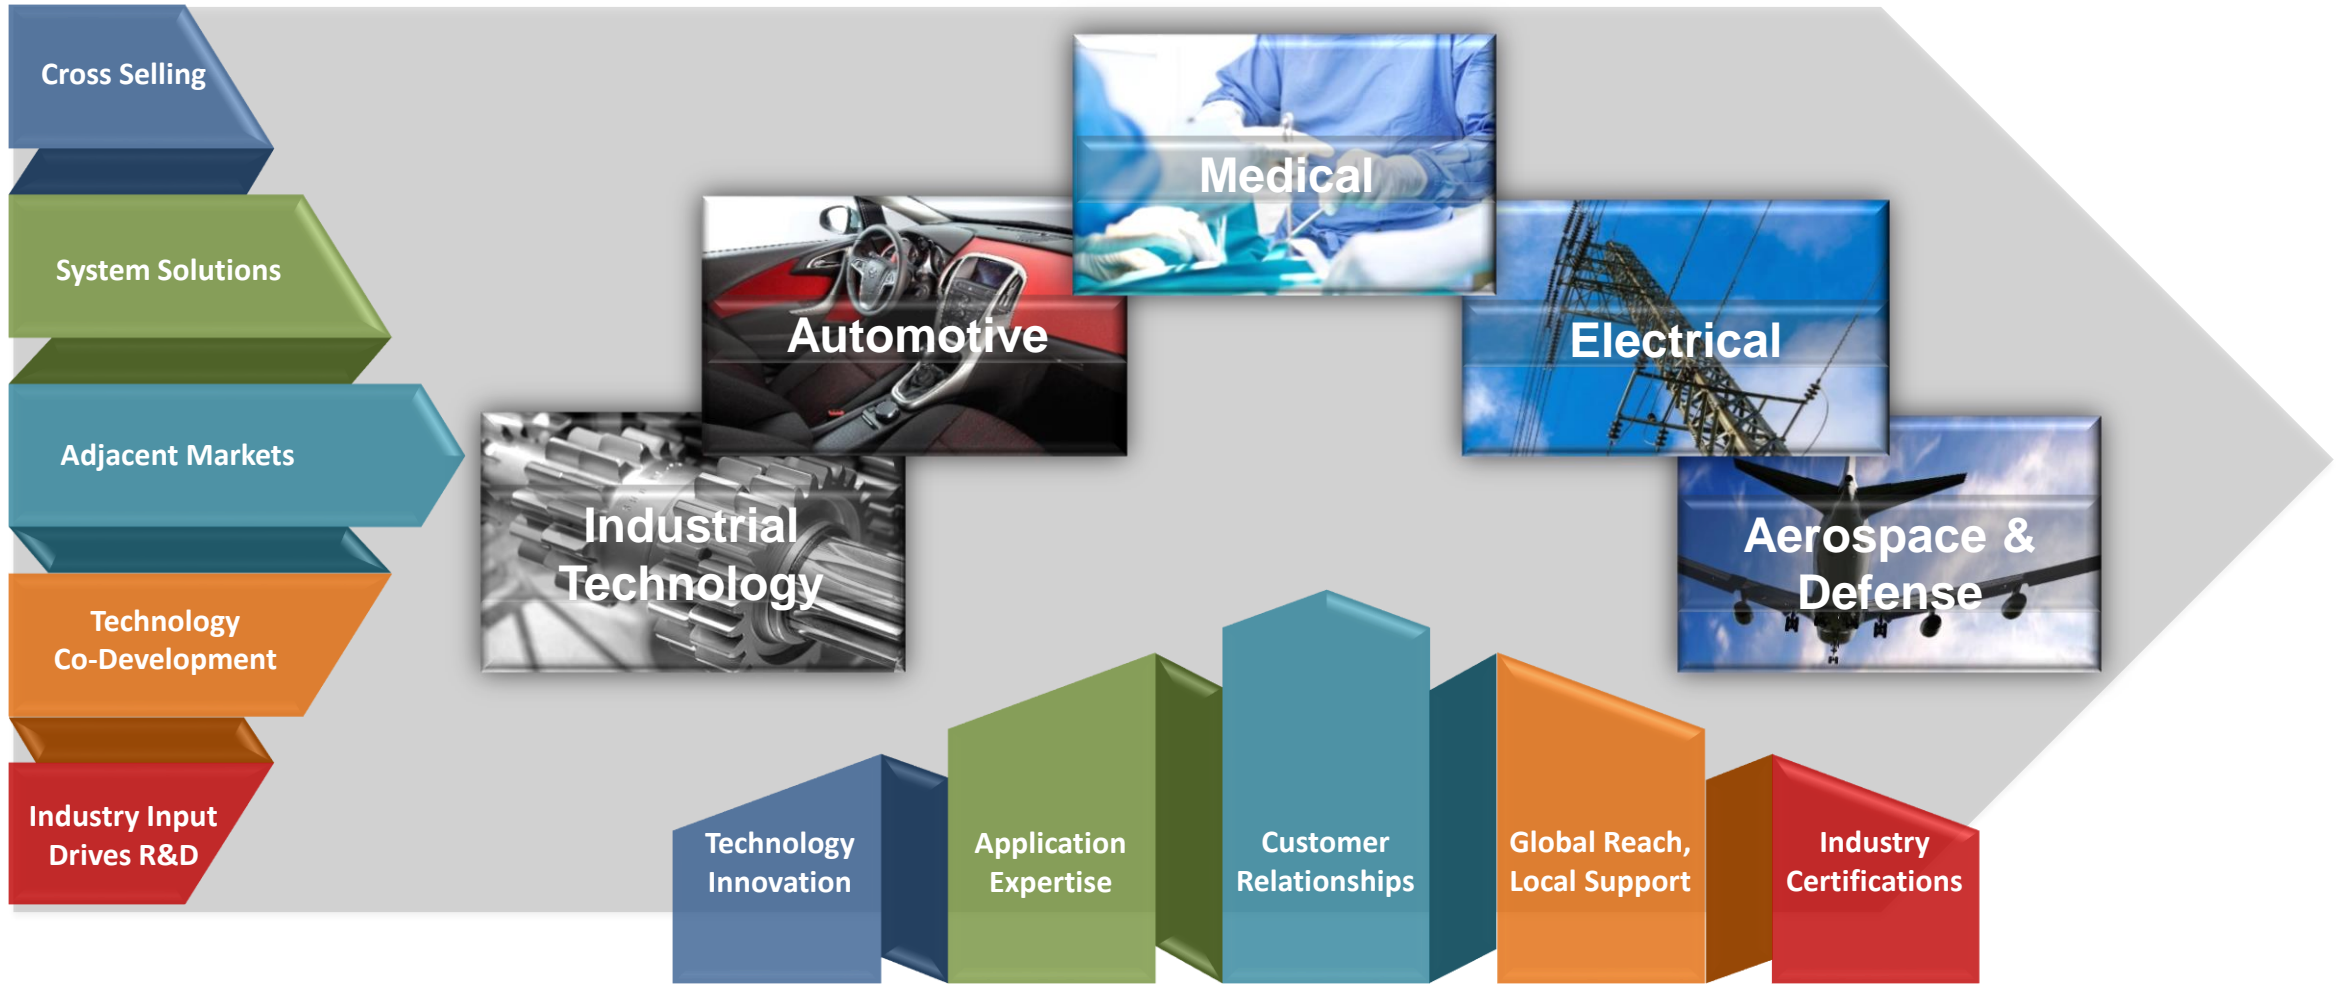 Cross Selling
System Solutions
Adjacent Markets
Technology
Co-Development
Industry Input
Drives R&D
Industrial
Technology
Automotive
Medical
Electrical
Aerospace &
Defense
Technology
Innovation
Application
Expertise
Customer
Relationships
Global Reach,
Local Support
Industry
Certifications